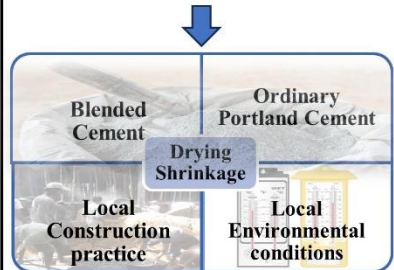 Blended
Cement
Ordinary
Portland Cement
Drying
Shrinkage
Local
Construction
practice
Local
Environmental
conditions